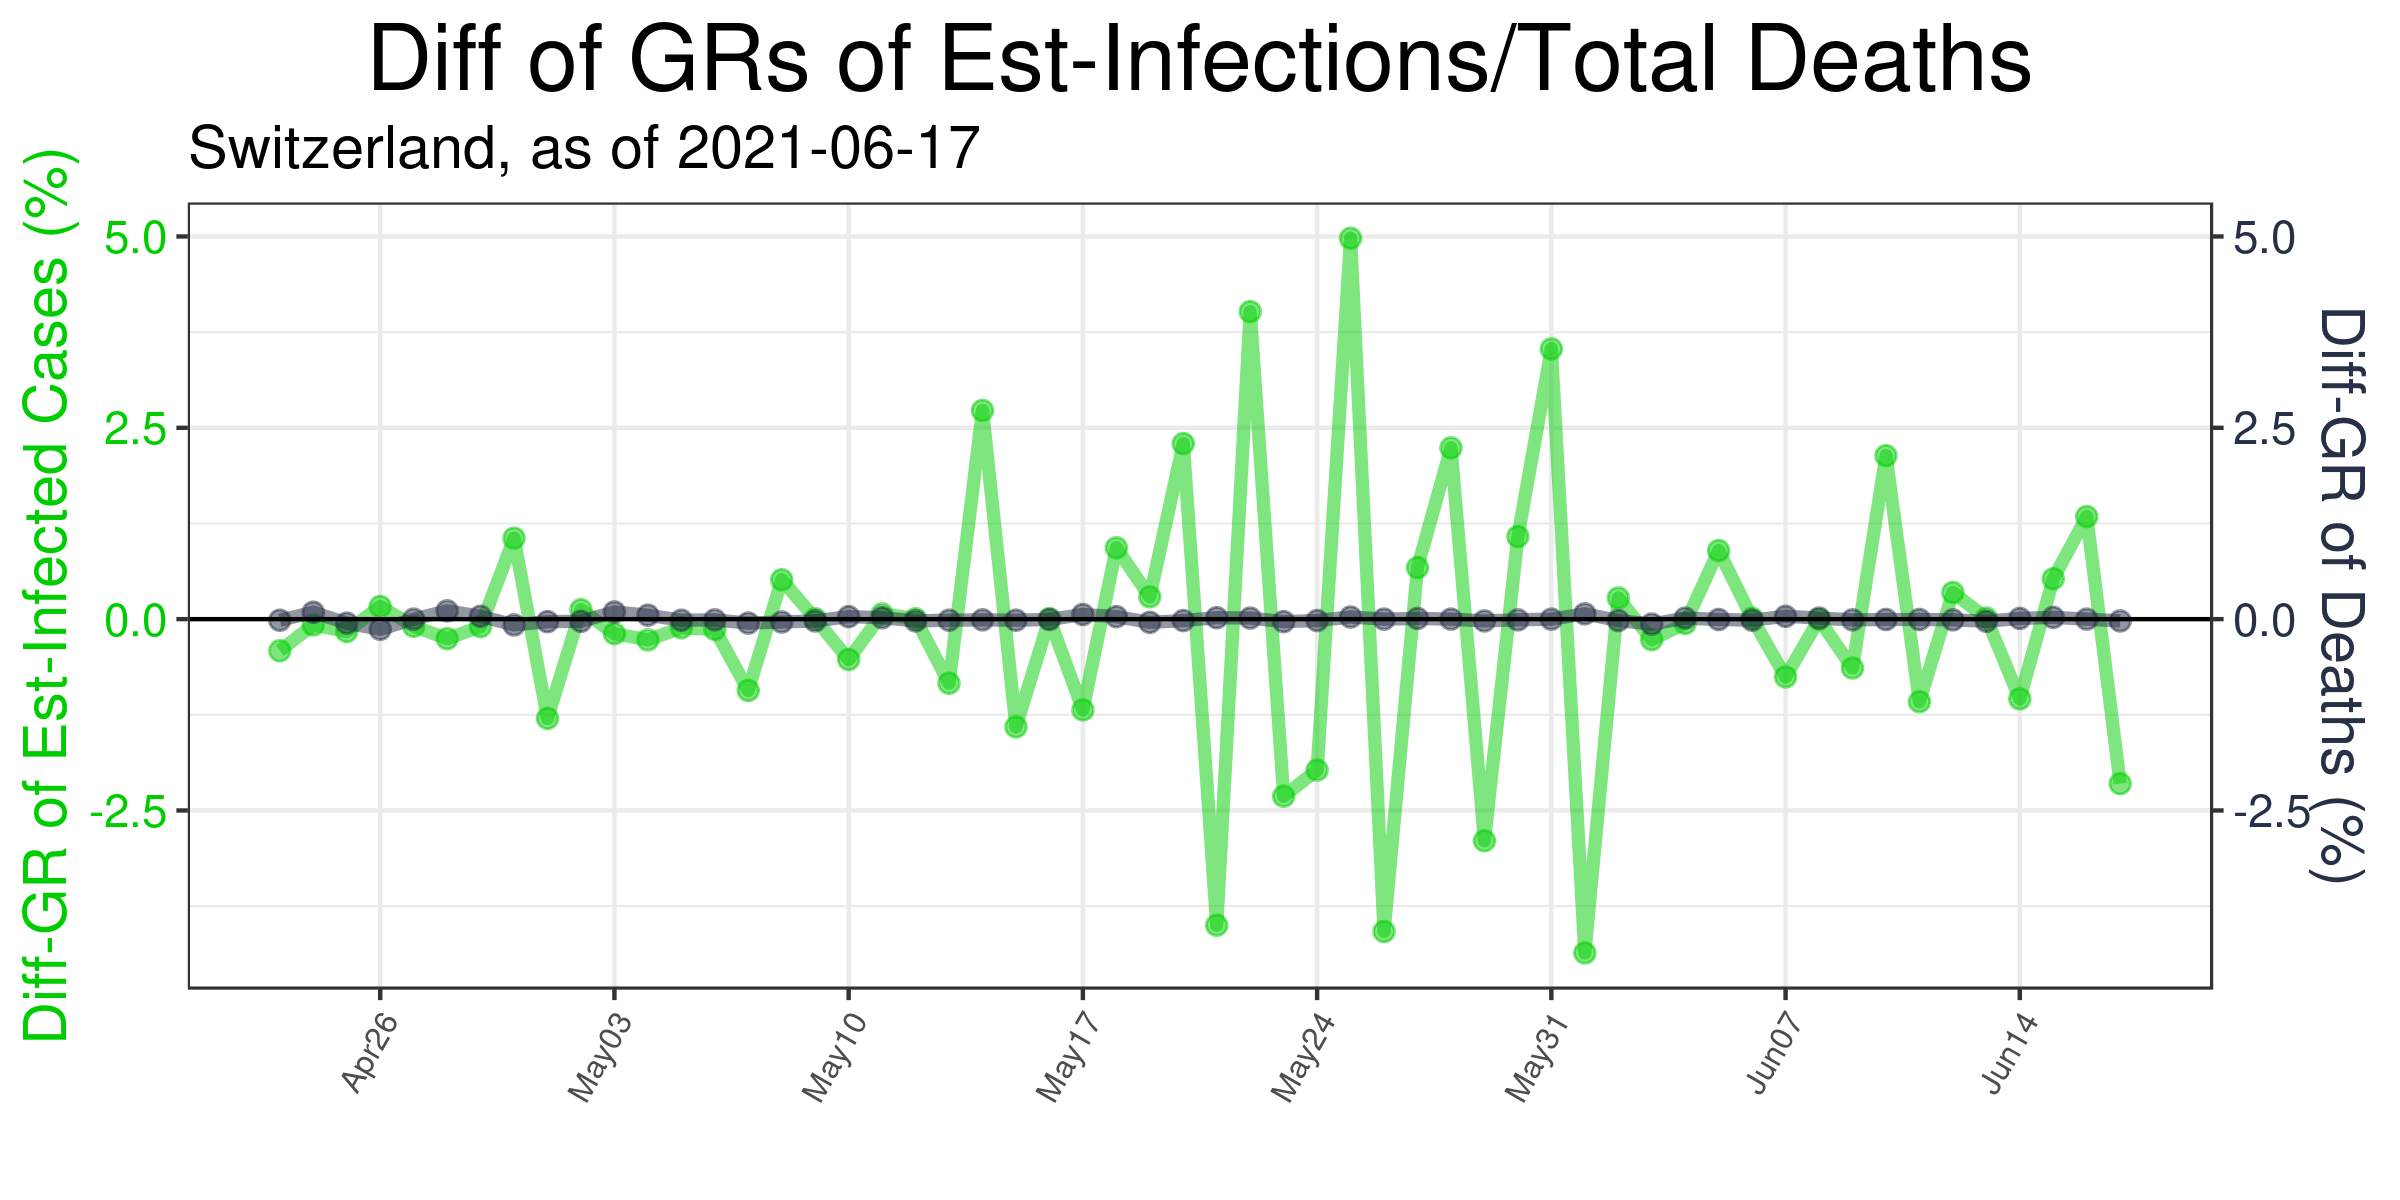 Diff of GRs of Est-Infections/Total Deaths
Switzerland, as of 2021-06-17
Diff-GR of Est-Infected Cases (%)
5.0
2.5
0.0
-2.5
5.0
2.5
0.0
-2.5
Diff-GR of Deaths (%)
Apr26
May03
May10
May17
May24
May31
Jun07
Jun14